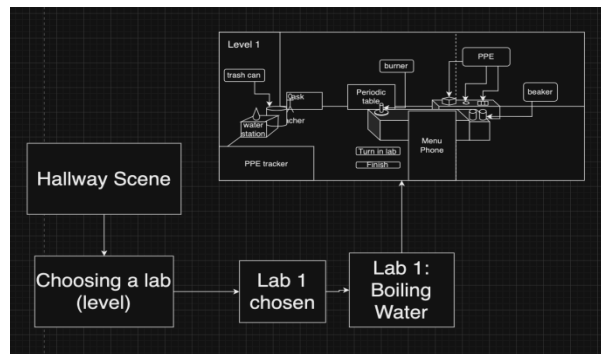 Level 1
PPE
burner
trash can
beaker
Periodic
table
water
station
Menu
Phone
Turn in lab
Finish
PPE tracker
Hallway Scene
Choosing a lab
(level)
Lab 1
chosen
Lab 1:
Boiling
Water